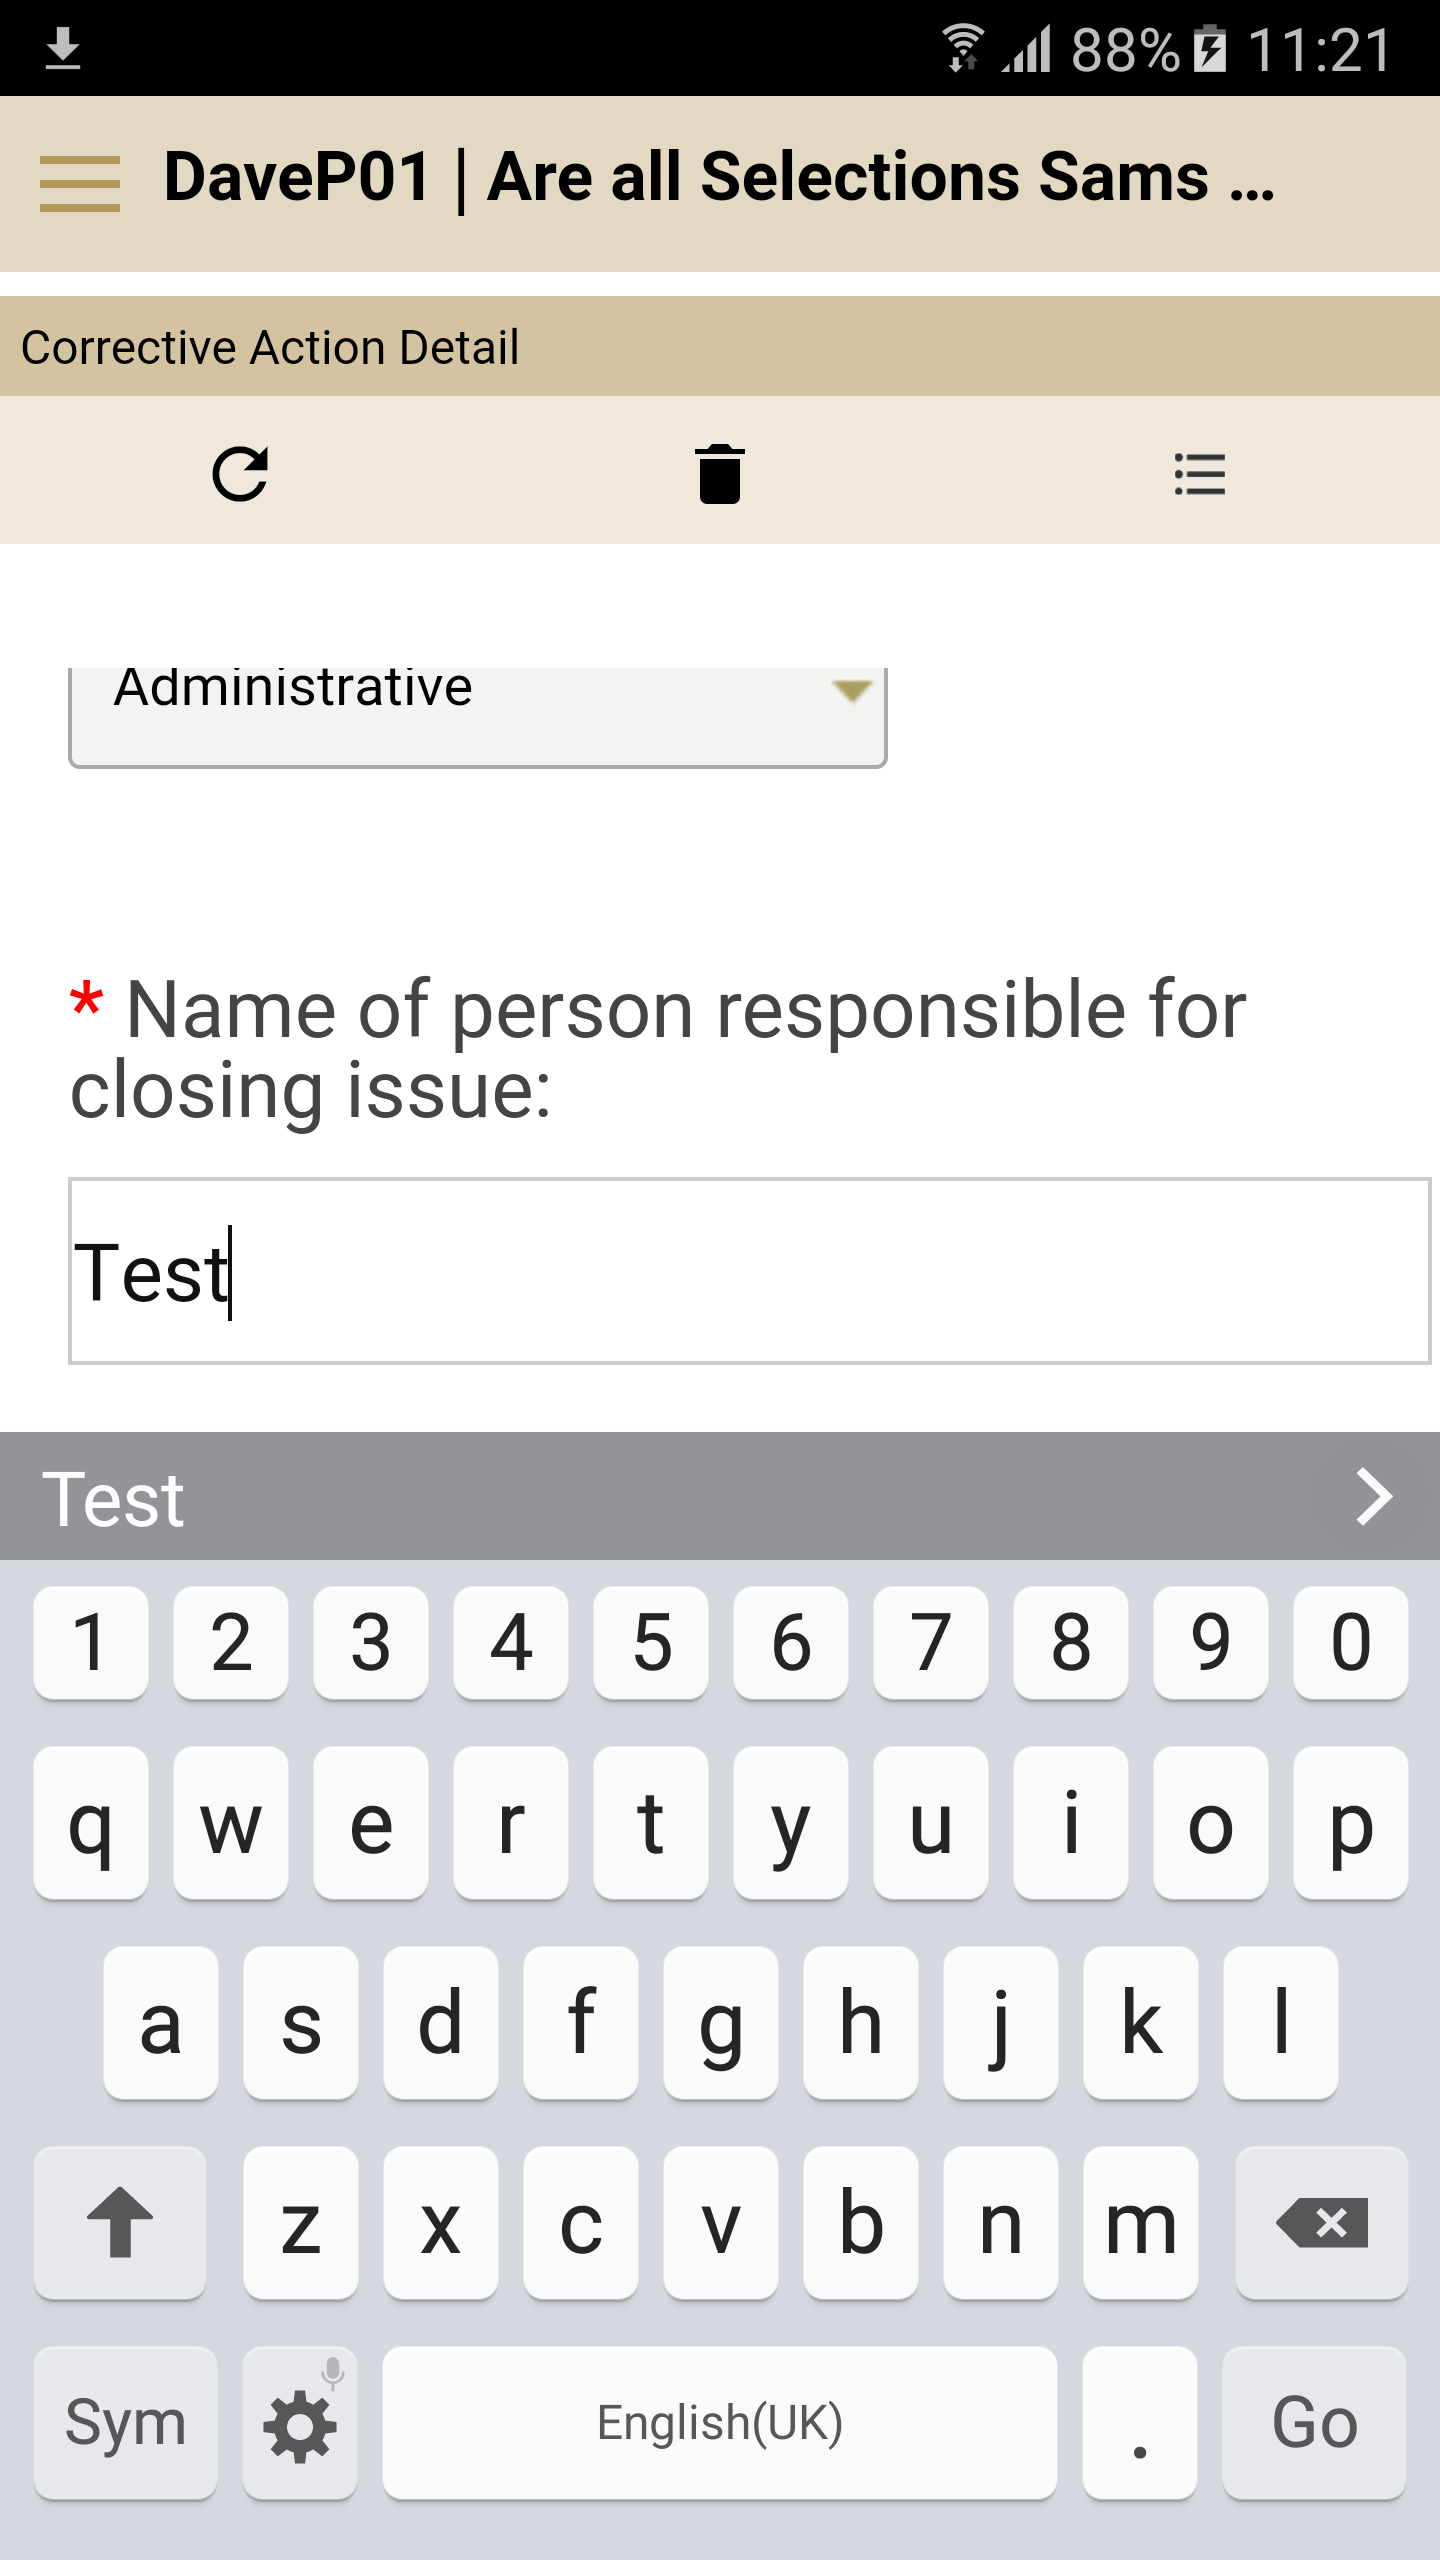 88% 11:21
DaveP01 | Are all Selections Sams ...
Corrective Action Detail
Administrative
* Name of person responsible for
closing issue:
Test
Test
1 2 3 4 5 6 7 8 9 0
q w e r t y u i o p
a s d f g h j k l
z x c v b n m
Sym English(UK) . Go